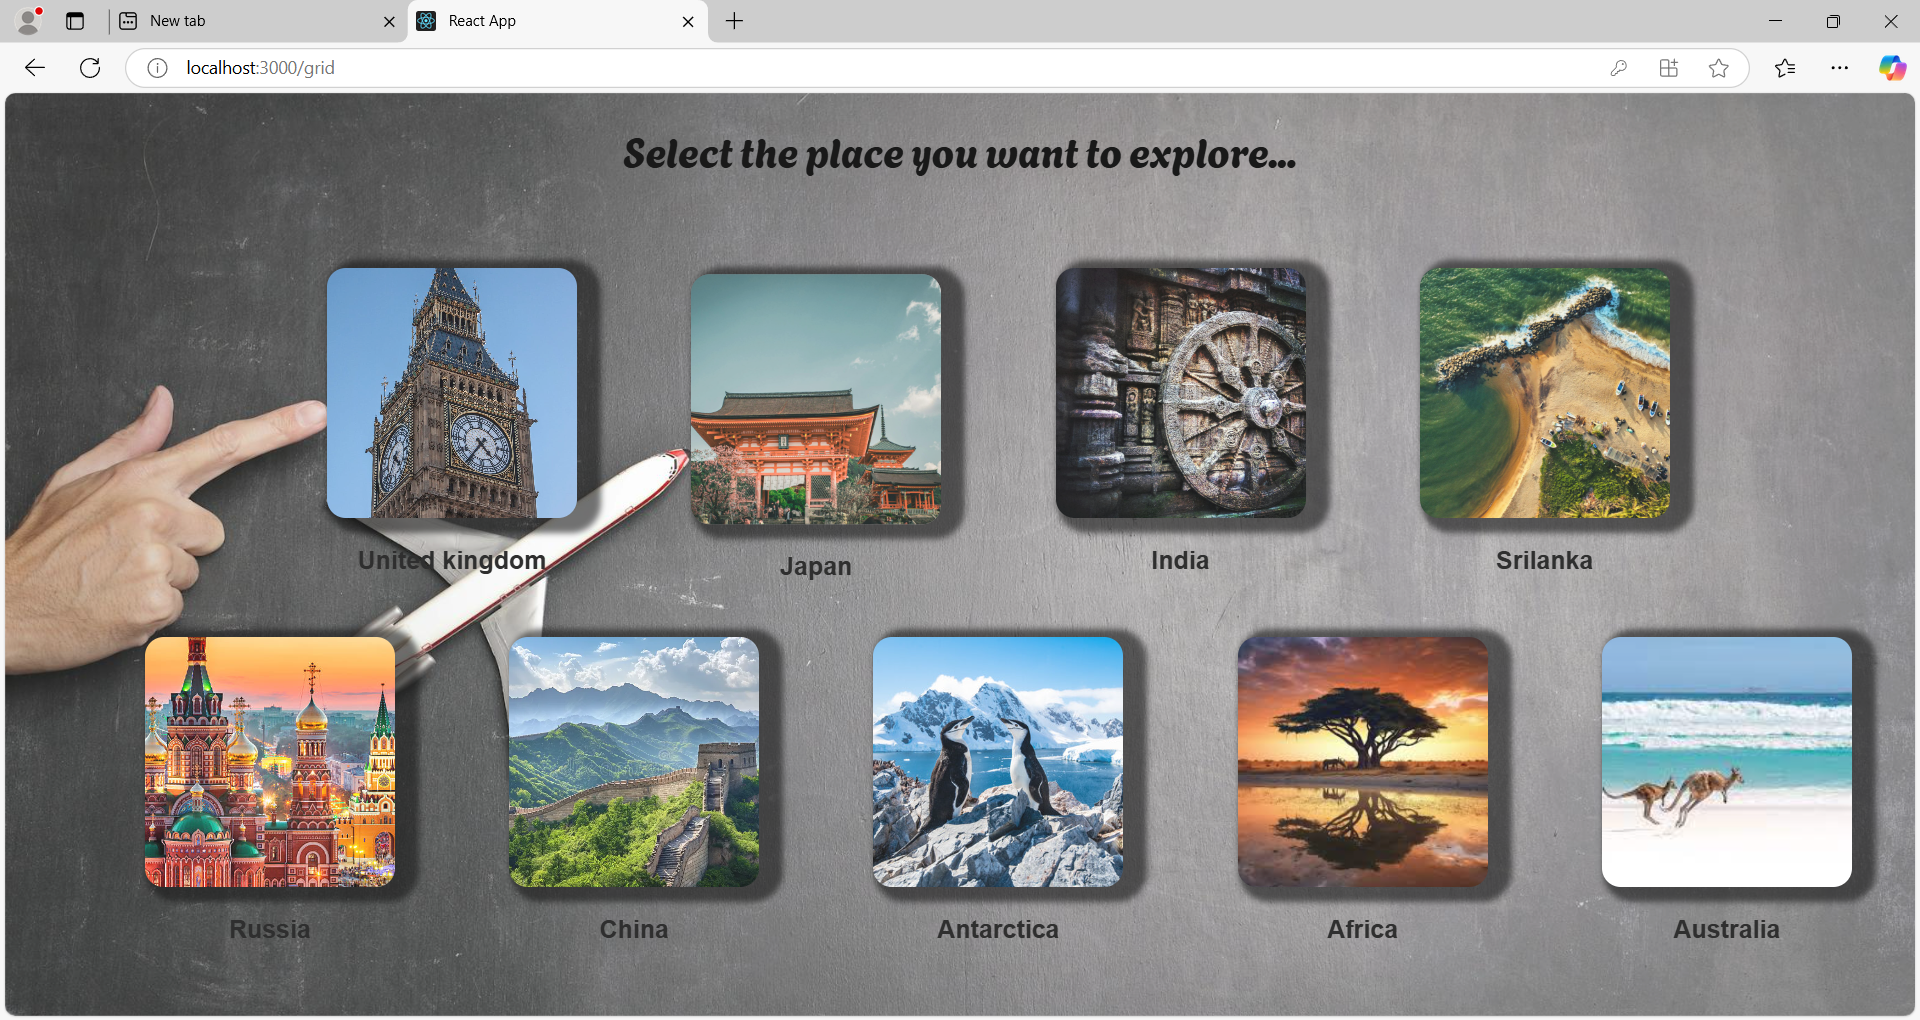 New tab
React App
localhost:3000/grid
Select the place you want to explore...
United kingdom
Japan
India
Srilanka
Russia
China
Antarctica
Africa
Australia